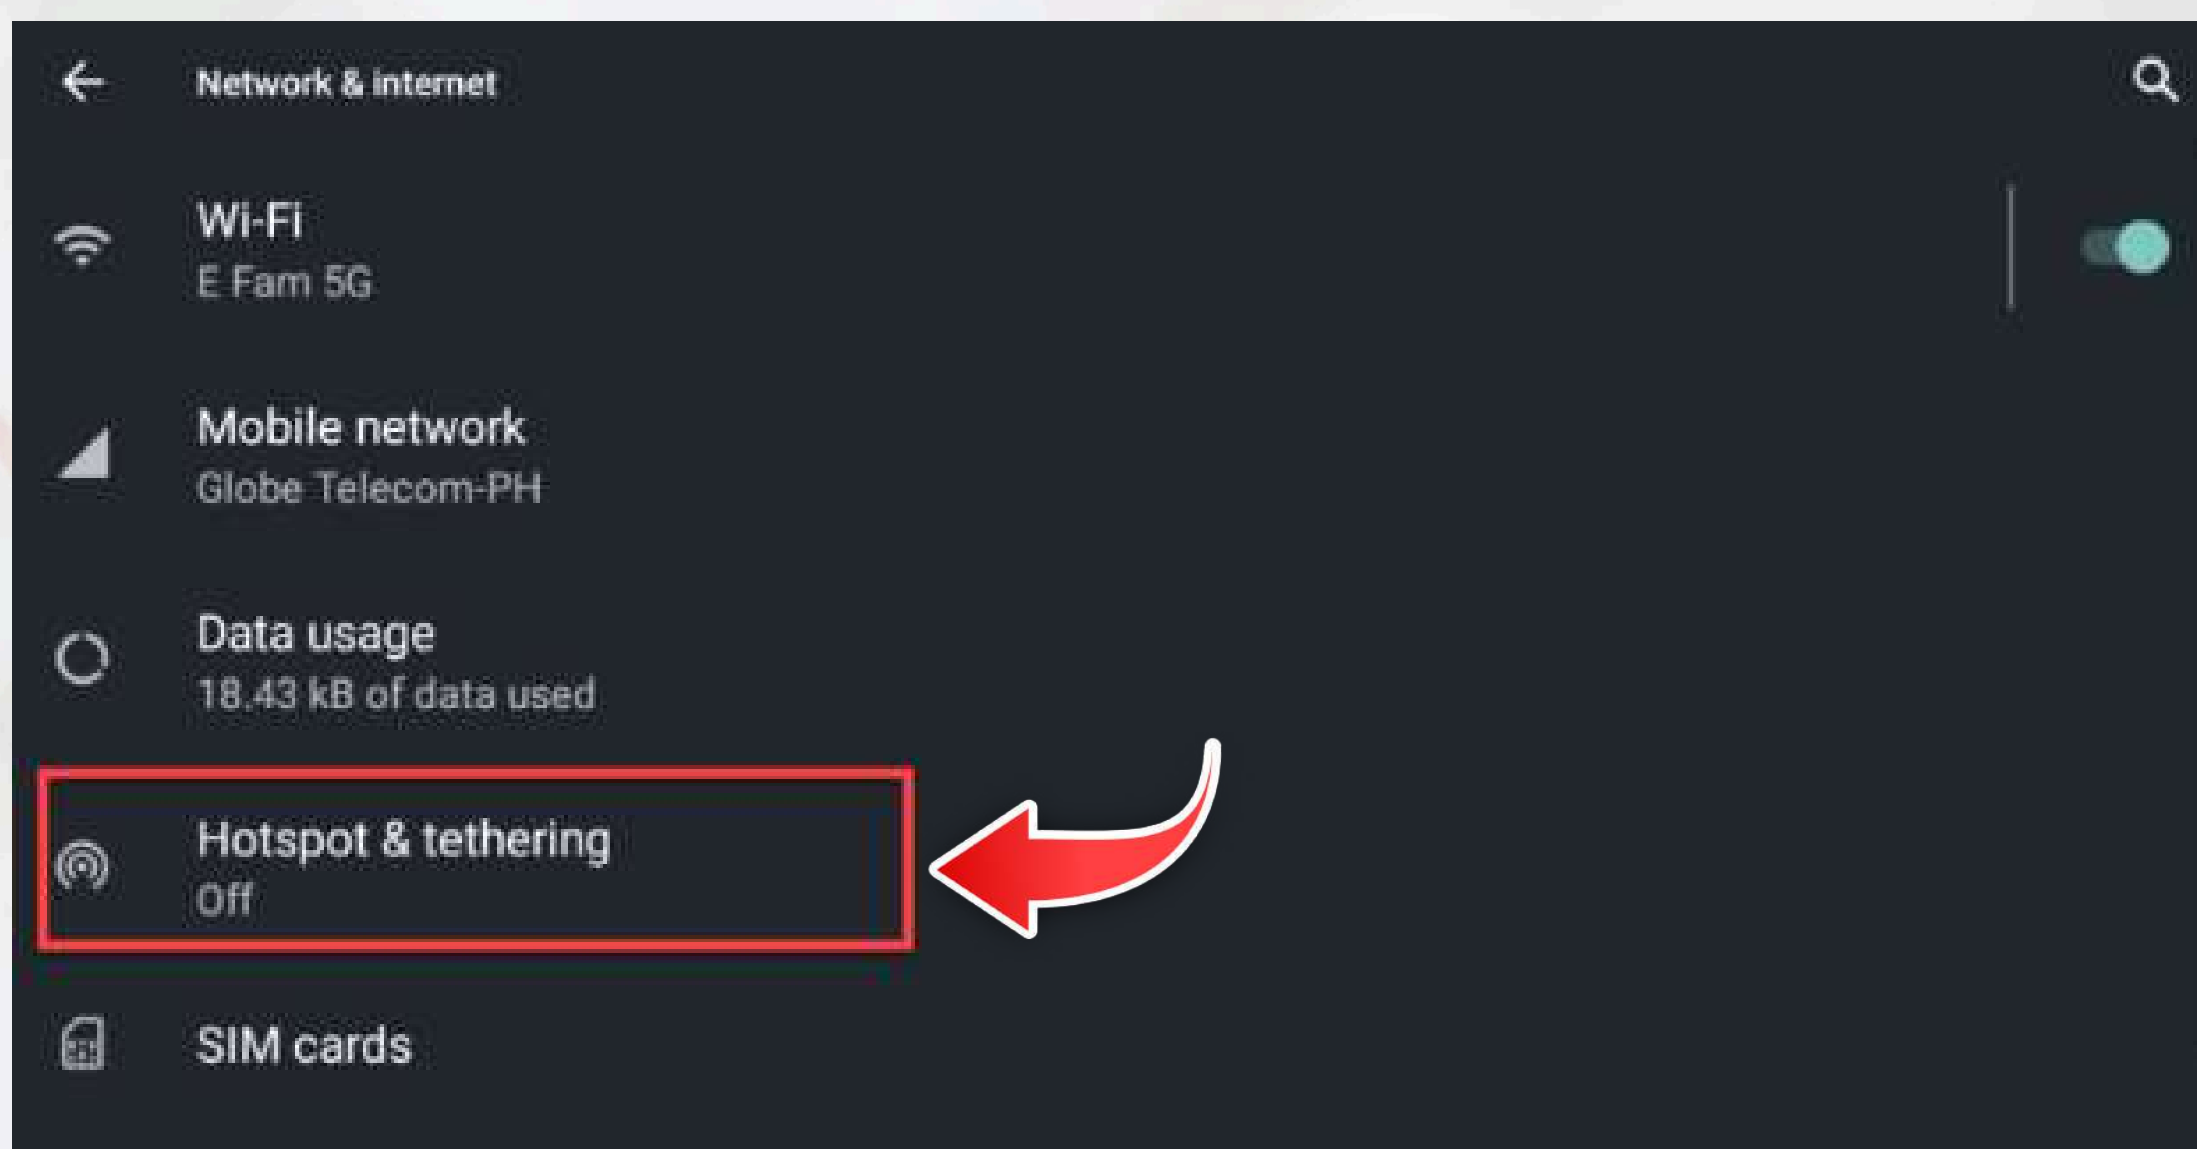 Network & internet
Wi-Fi
E Fam 5G
Mobile network
Globe Telecom-PH
Data usage
18.43 kB of data used
Hotspot & tethering
Off
SIM cards